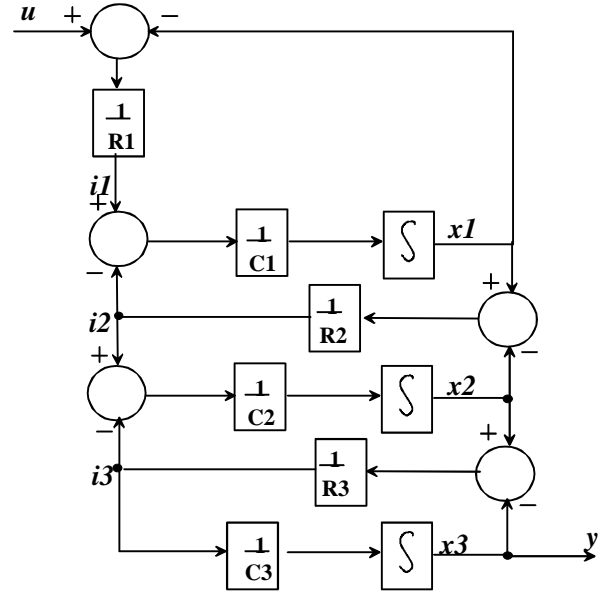 u + −
1
R1
i1
+
1
C1
∫
x1
−
+
i2
1
R2
−
+
1
C2
∫
x2
−
+
i3
1
R3
−
1
C3
∫
x3
y